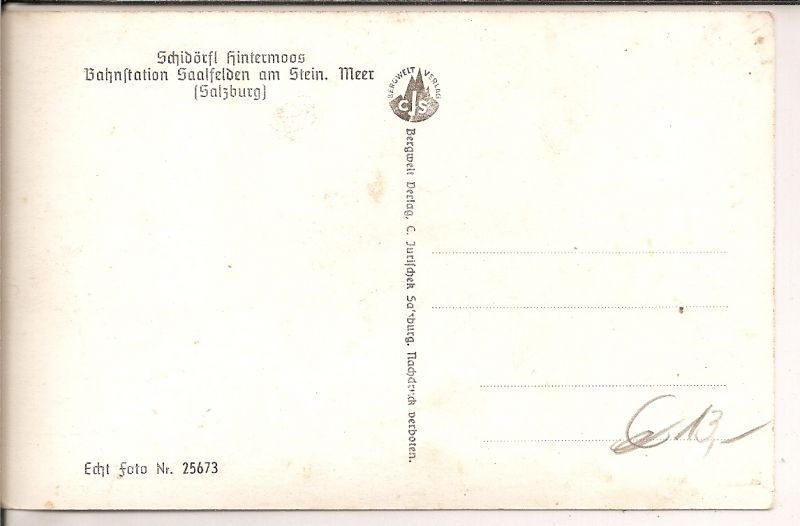 Schidörfl Hintermoos
Bahnstation Saalfelden am Stein. Meer
(Salzburg)
BERGWELT VERLAG
CJS
Bergwelt Verlag, C. Jurischek Salzburg. Nachdruck verboten.
Echt Foto Nr. 25673
13,-